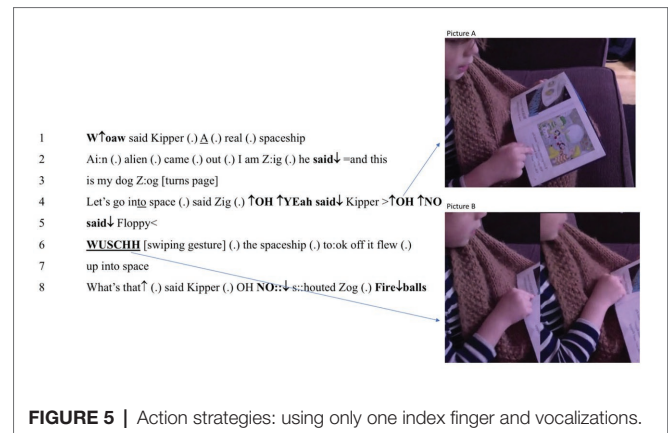 Picture A
1 W↑oaw said Kipper (.) A (.) real (.) spaceship
2 Ai:n (.) alien (.) came (.) out (.) I am Z:ig (.) he said↓ =and this
3 is my dog Z:og [turns page]
4 Let's go into space (.) said Zig (.) ↑OH ↑YEah said↓ Kipper >↑OH ↑NO
5 said↓ Floppy<
Picture B
6 WUSCHH [swiping gesture] (.) the spaceship (.) to:ok off it flew (.)
7 up into space
8 What's that↑ (.) said Kipper (.) OH NO::↓ s::houted Zog (.) Fire↓balls
FIGURE 5 | Action strategies: using only one index finger and vocalizations.